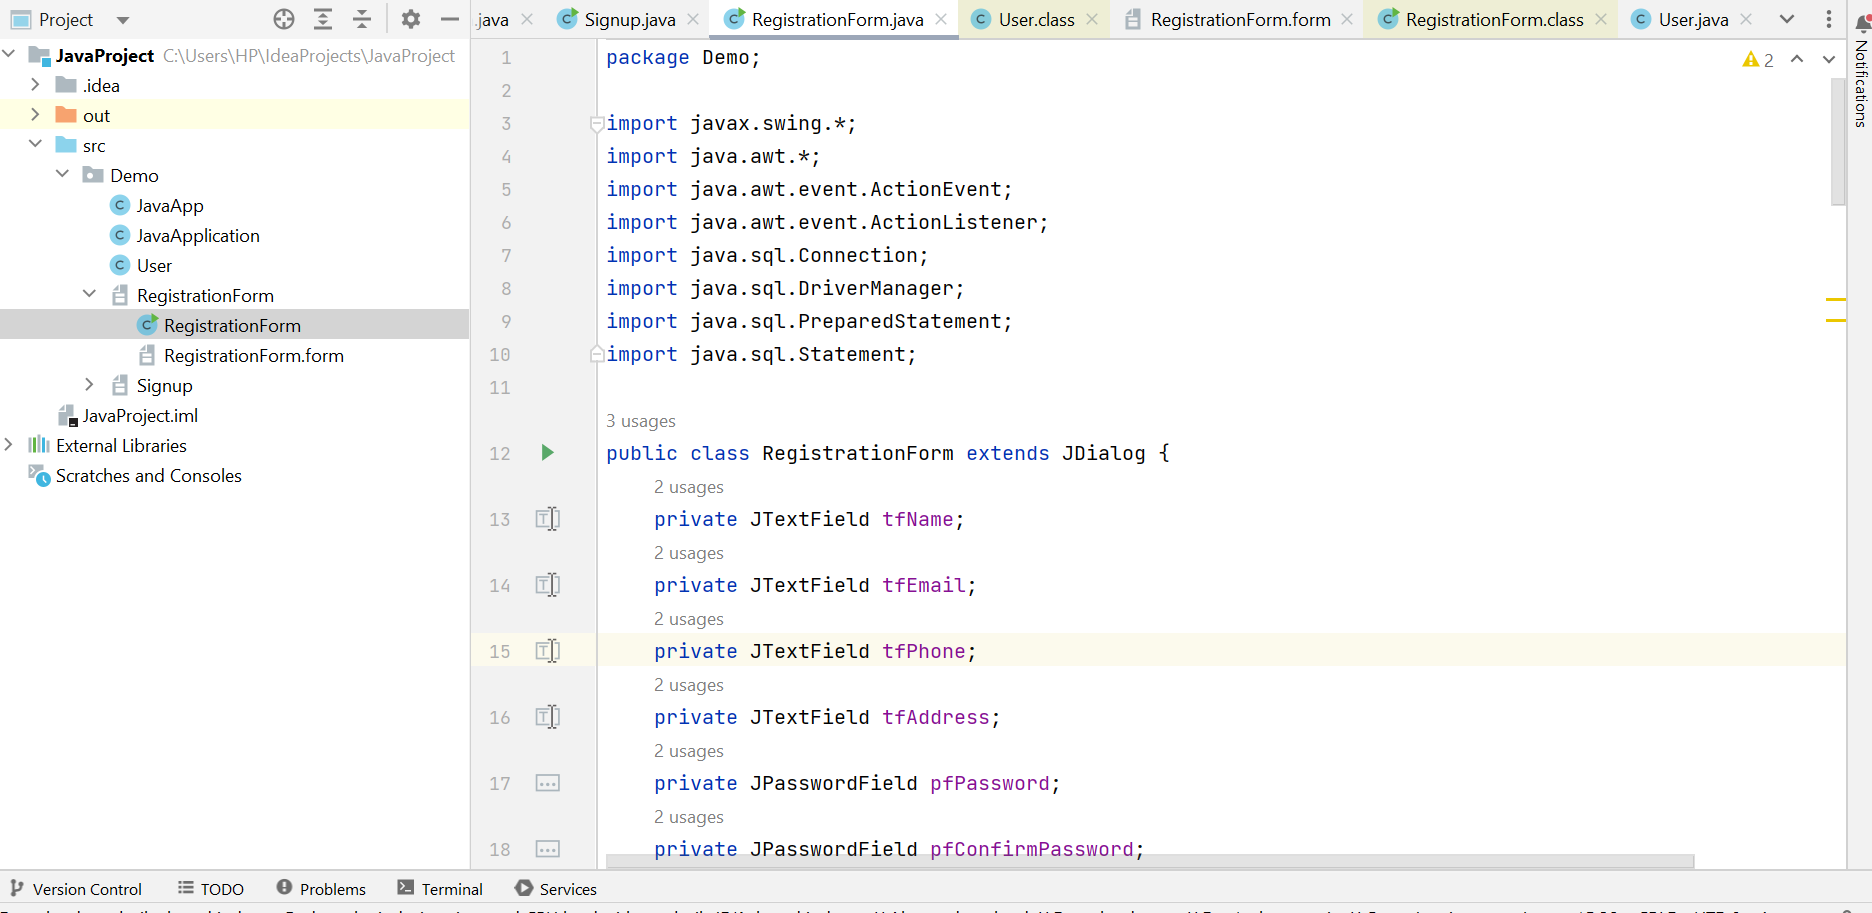 Project
.java
Signup.java
RegistrationForm.java
User.class
RegistrationForm.form
RegistrationForm.class
User.java
JavaProject C:\Users\HP\IdeaProjects\JavaProject
.idea
out
src
Demo
JavaApp
JavaApplication
User
RegistrationForm
RegistrationForm
RegistrationForm.form
Signup
JavaProject.iml
External Libraries
Scratches and Consoles
1 package Demo;
2
3 import javax.swing.*;
4 import java.awt.*;
5 import java.awt.event.ActionEvent;
6 import java.awt.event.ActionListener;
7 import java.sql.Connection;
8 import java.sql.DriverManager;
9 import java.sql.PreparedStatement;
10 import java.sql.Statement;
11
3 usages
12 public class RegistrationForm extends JDialog {
2 usages
13 private JTextField tfName;
2 usages
14 private JTextField tfEmail;
2 usages
15 private JTextField tfPhone;
2 usages
16 private JTextField tfAddress;
2 usages
17 private JPasswordField pfPassword;
2 usages
18 private JPasswordField pfConfirmPassword;
2
Notifications
Version Control
TODO
Problems
Terminal
Services